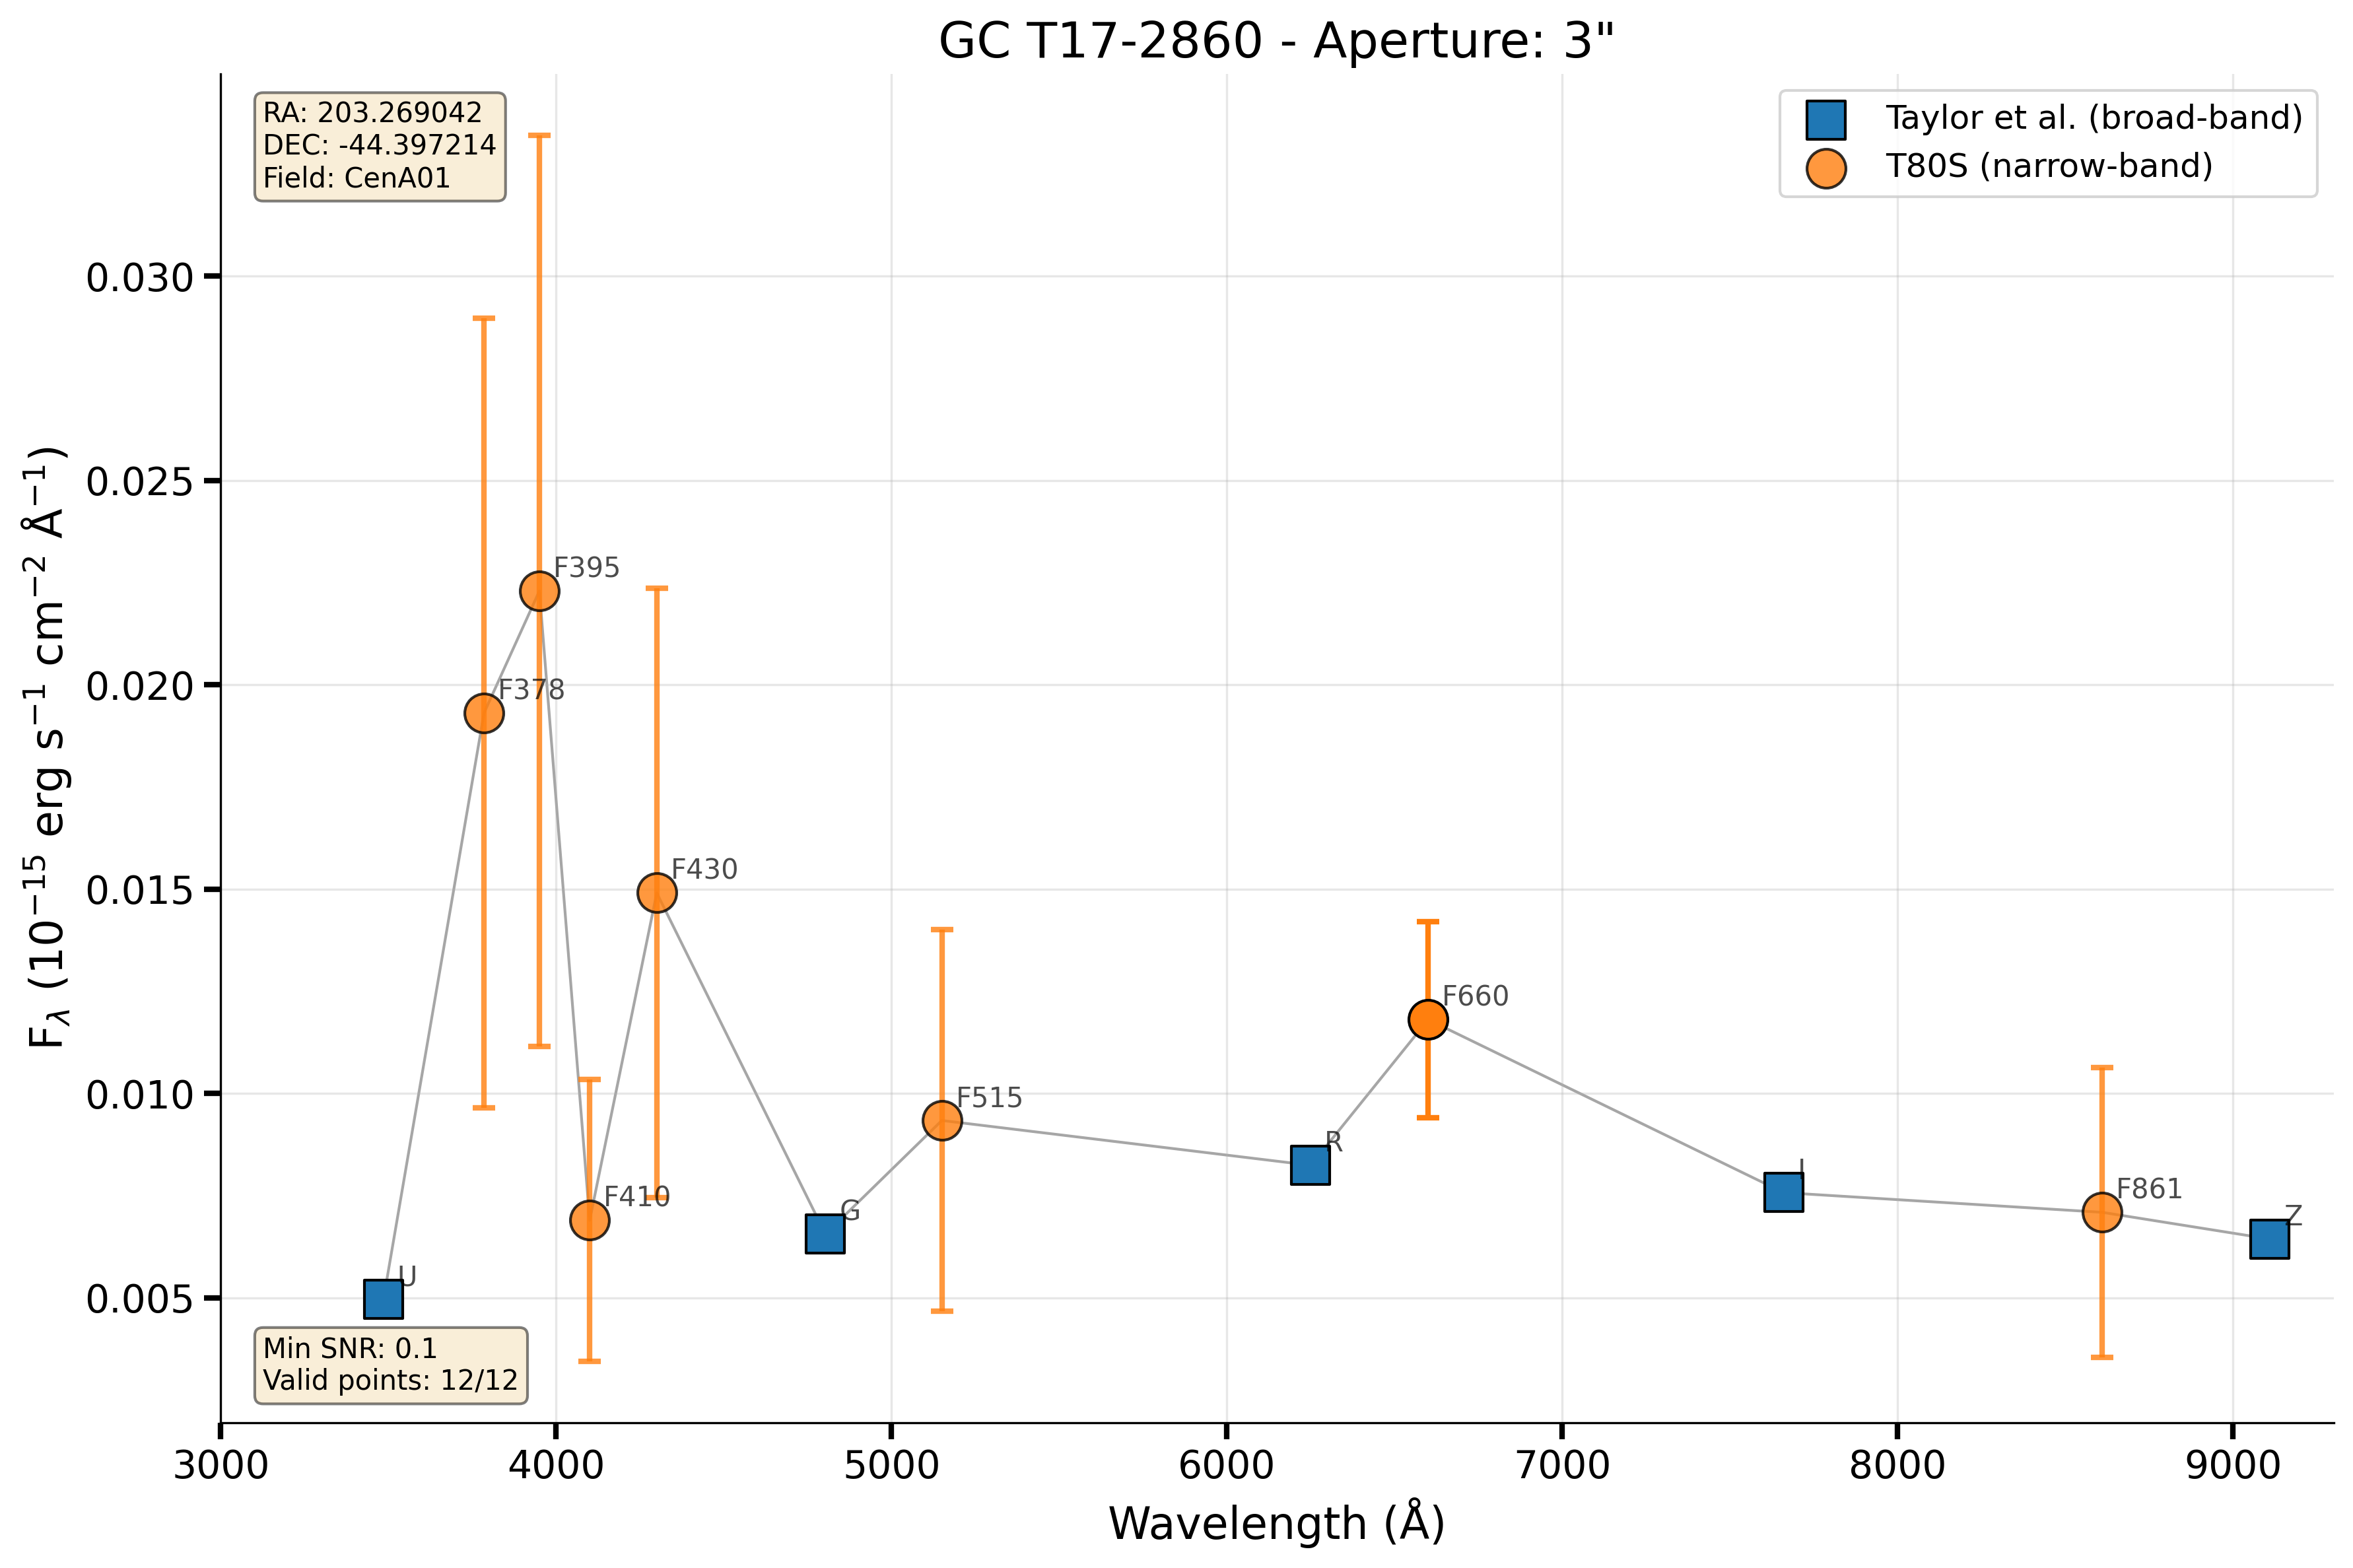 GC T17-2860 - Aperture: 3"
RA: 203.269042
DEC: -44.397214
Field: CenA01
Taylor et al. (broad-band)
T80S (narrow-band)
F_λ (10⁻¹⁵ erg s⁻¹ cm⁻² Å⁻¹)
0.030
0.025
0.020
0.015
0.010
0.005
F395
F378
F430
F660
F515
R
F410
G
I
F861
Z
U
Min SNR: 0.1
Valid points: 12/12
3000 4000 5000 6000 7000 8000 9000
Wavelength (Å)